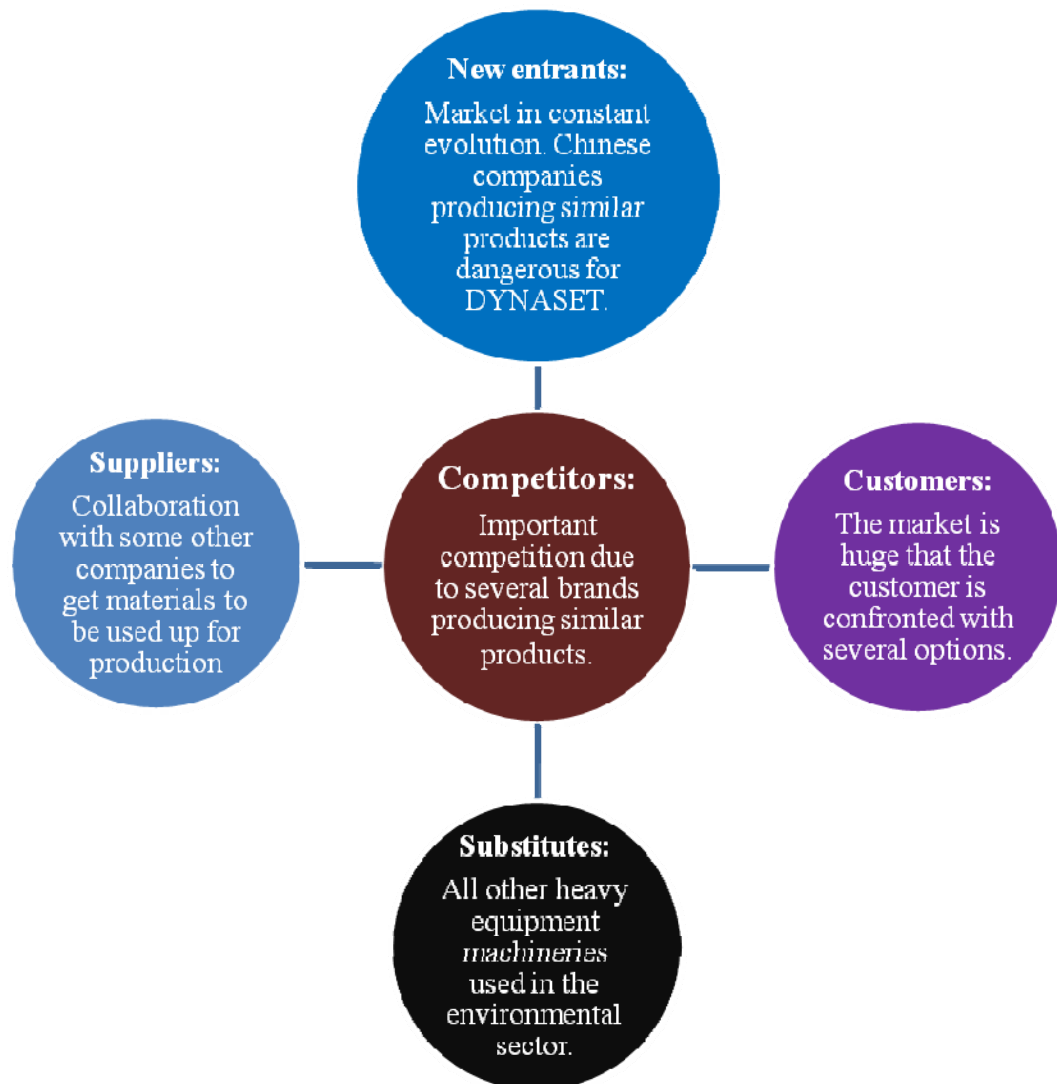 New entrants:
Market in constant
evolution. Chinese
companies
producing similar
products are
dangerous for
DYNASET.
Suppliers:
Collaboration
with some other
companies to
get materials to
be used up for
production
Competitors:
Important
competition due
to several brands
producing similar
products.
Customers:
The market is
huge that the
customer is
confronted with
several options.
Substitutes:
All other heavy
equipment
machineries
used in the
environmental
sector.